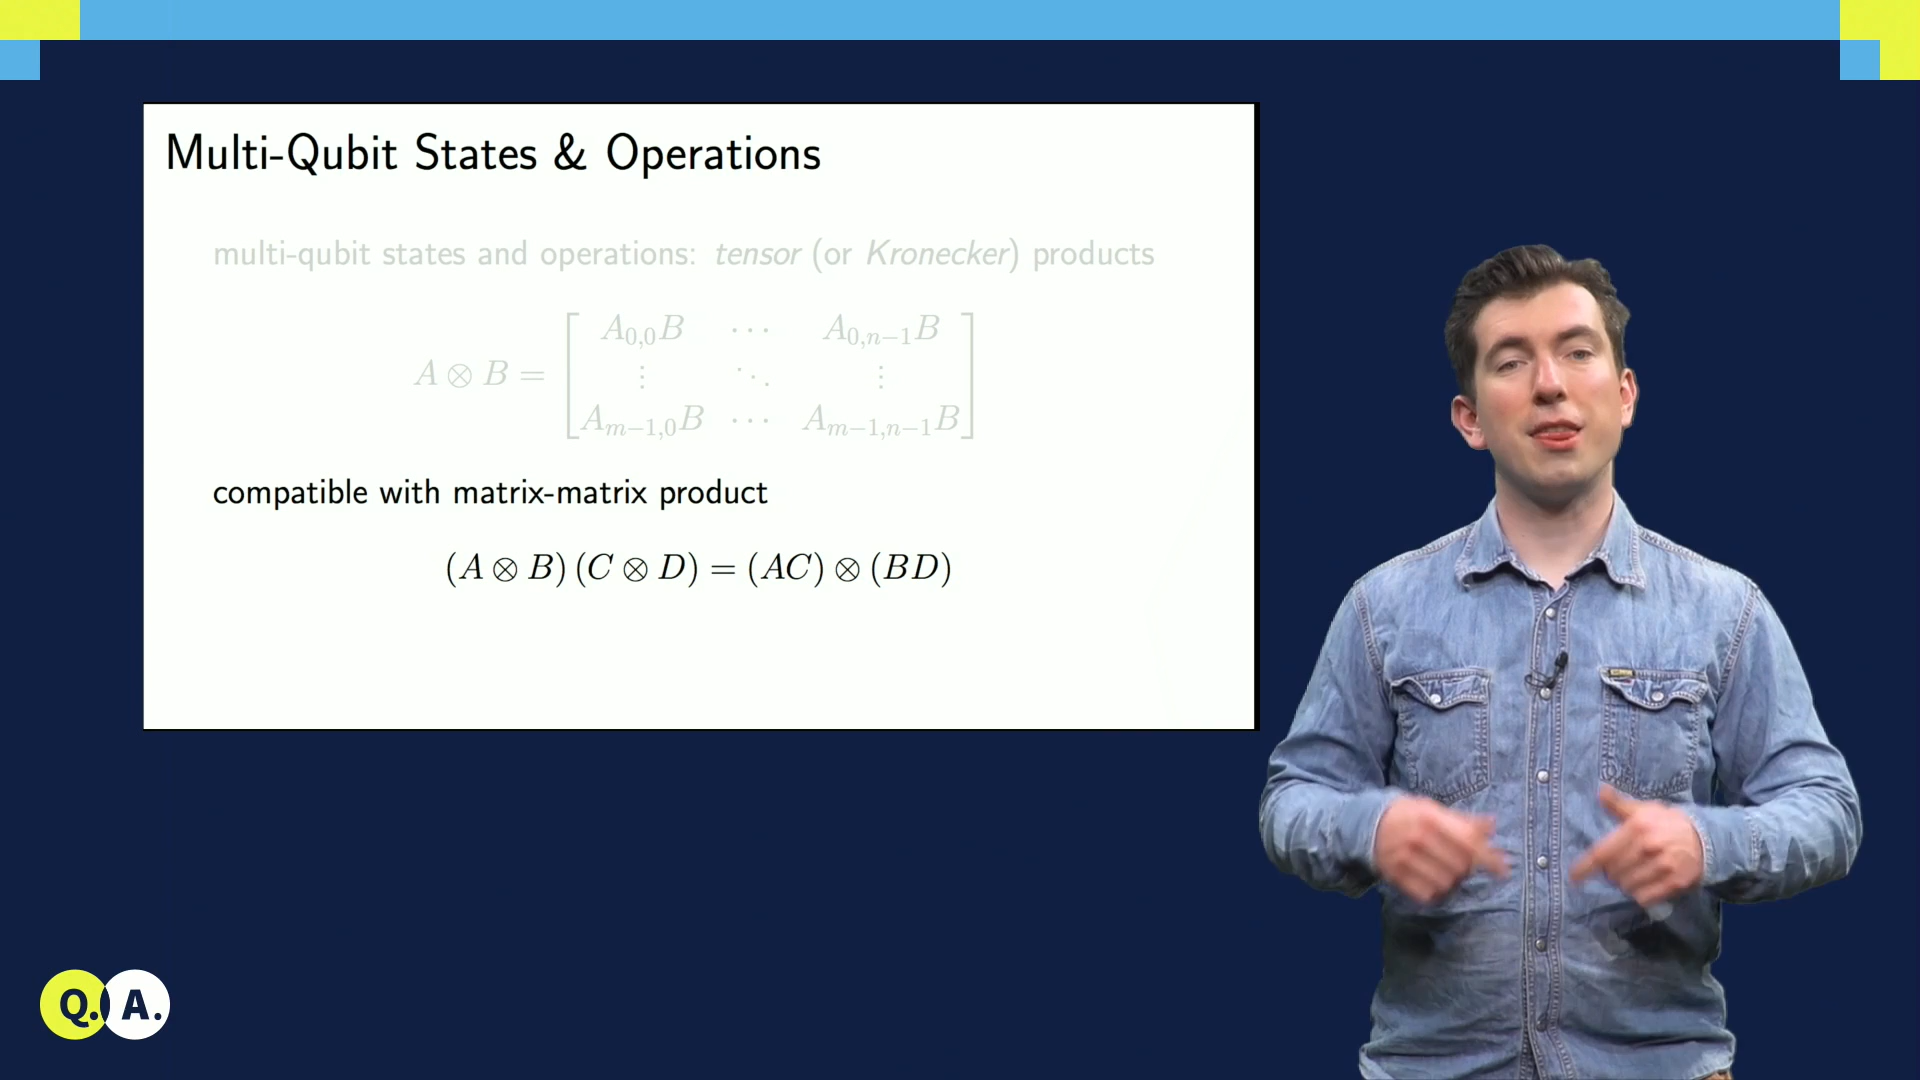 Multi-Qubit States & Operations
multi-qubit states and operations: tensor (or Kronecker) products
A ⊗ B = [ A_{0,0}B ⋯ A_{0,n−1}B
⋮ ⋱ ⋮
A_{m−1,0}B ⋯ A_{m−1,n−1}B ]
compatible with matrix-matrix product
(A ⊗ B) (C ⊗ D) = (AC) ⊗ (BD)
Q. A.